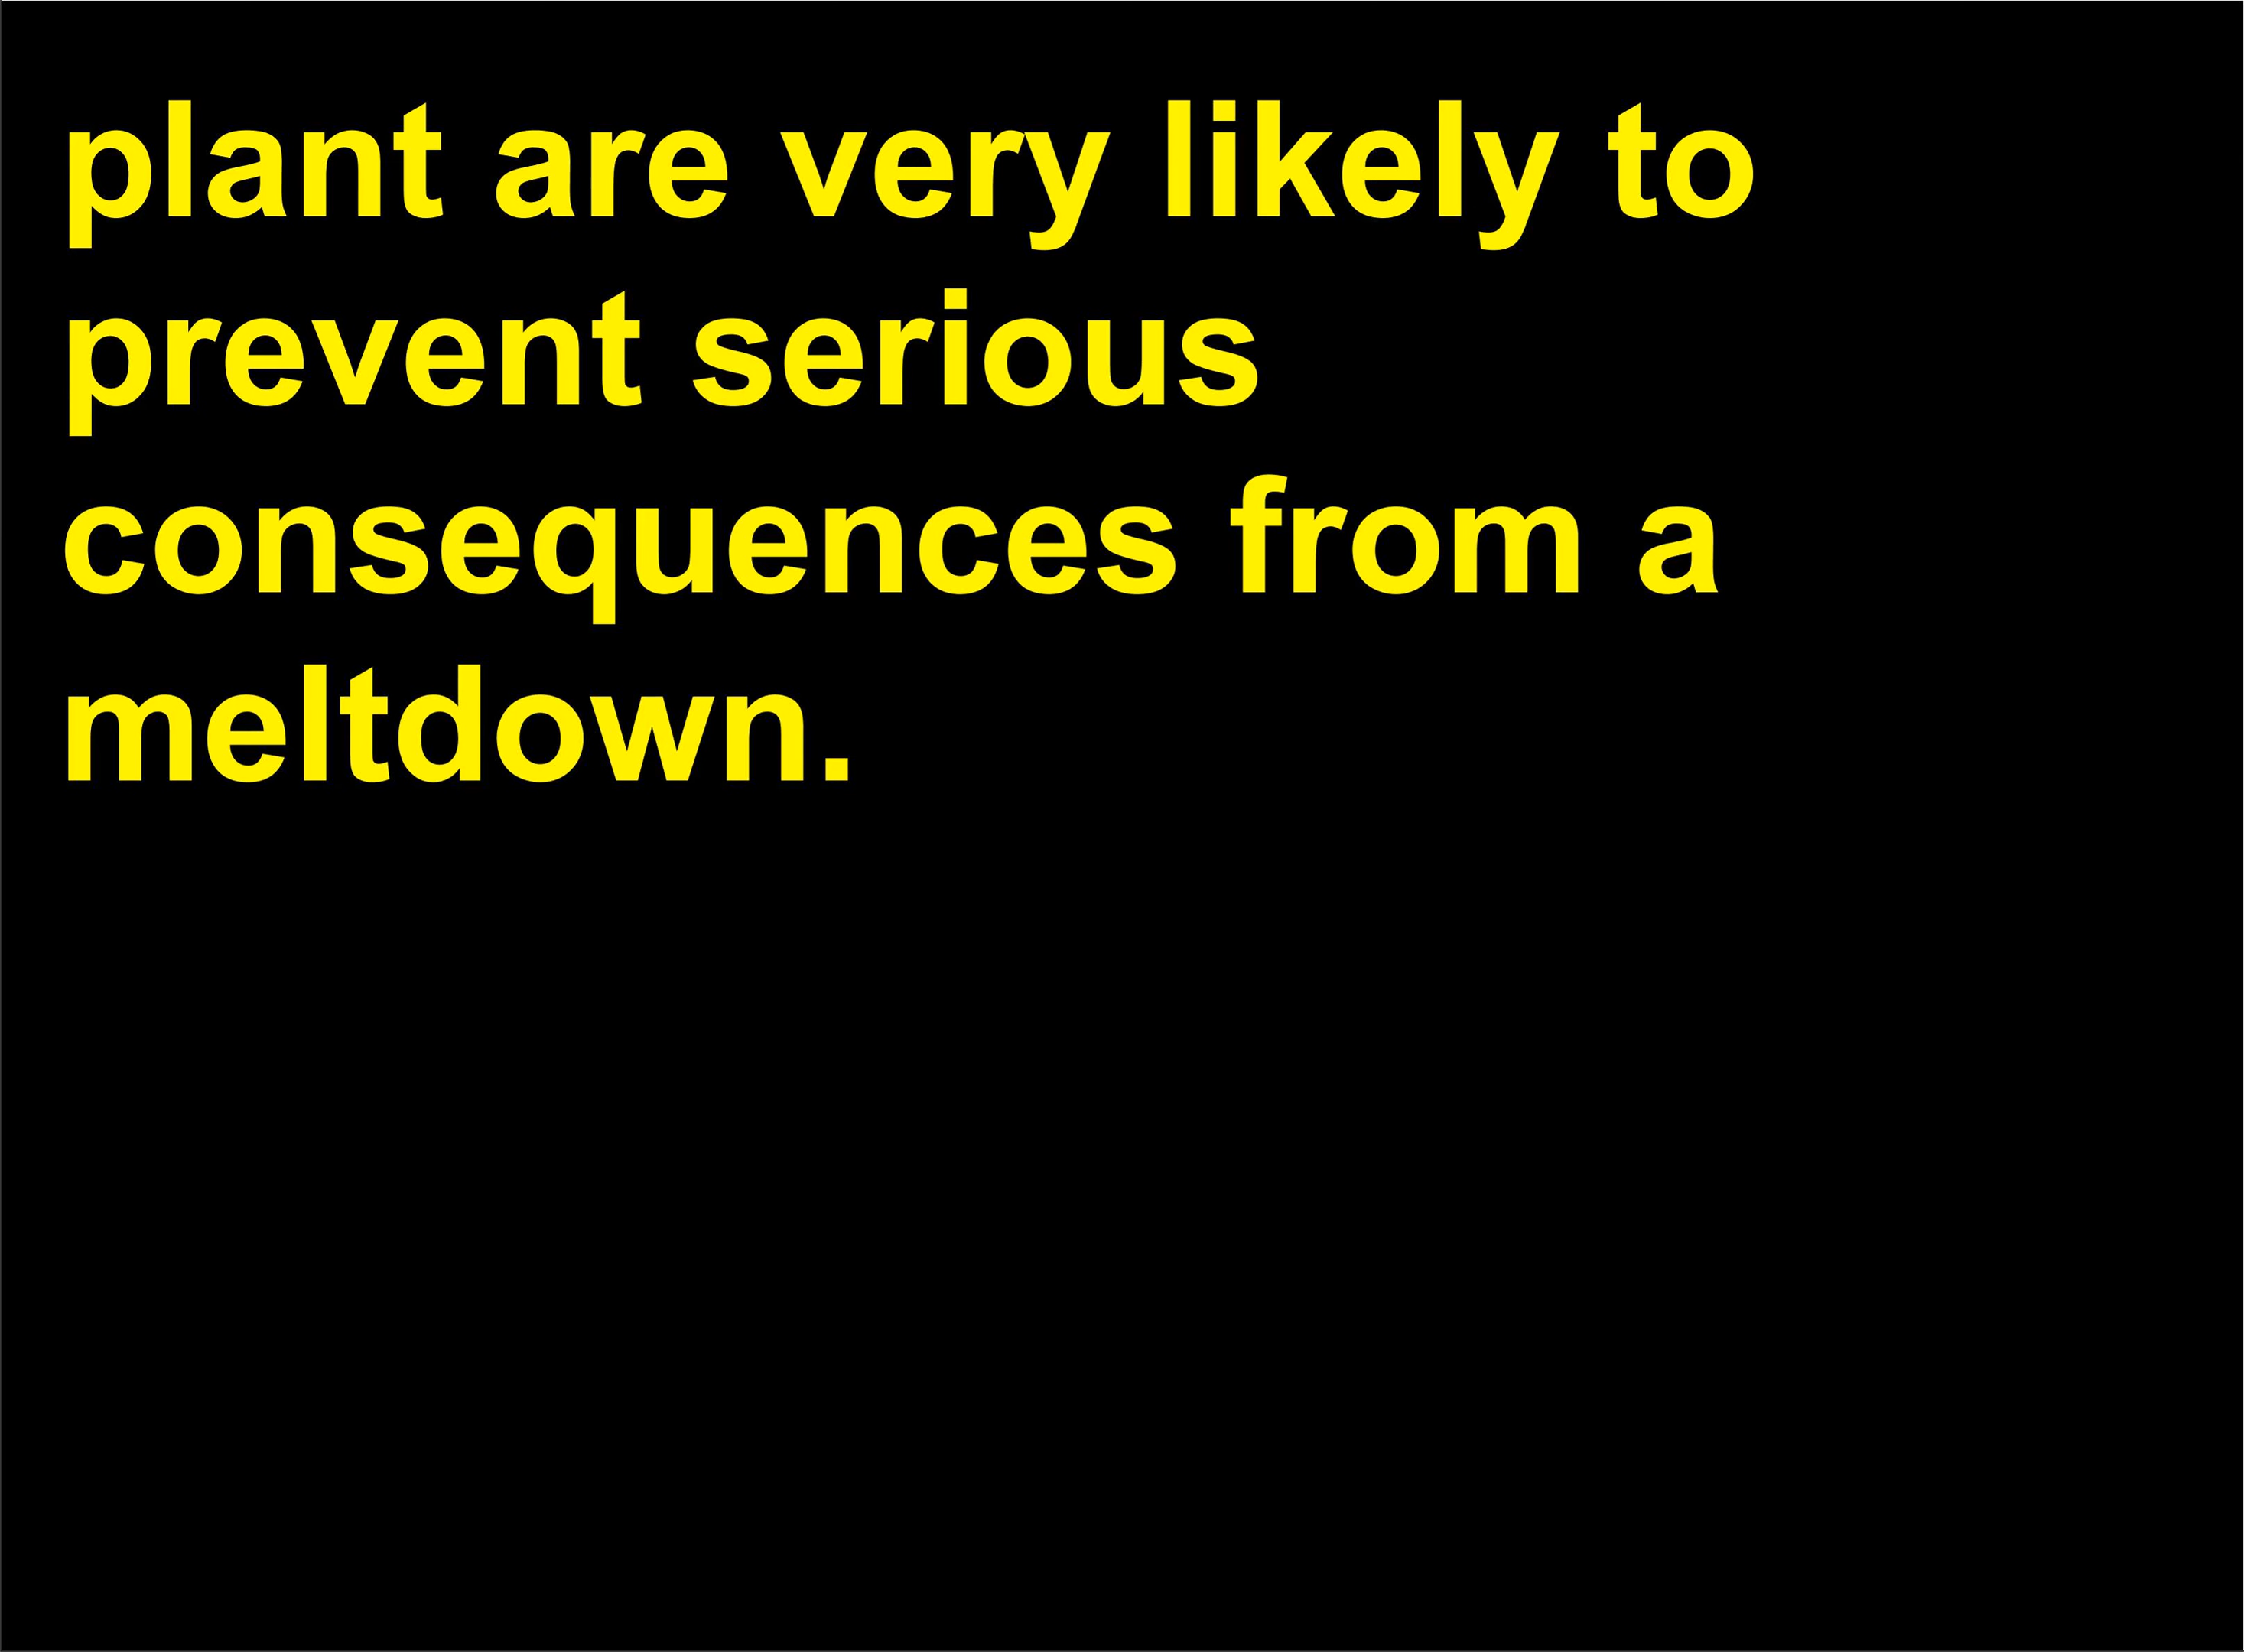 plant are very likely to
prevent serious
consequences from a
meltdown.